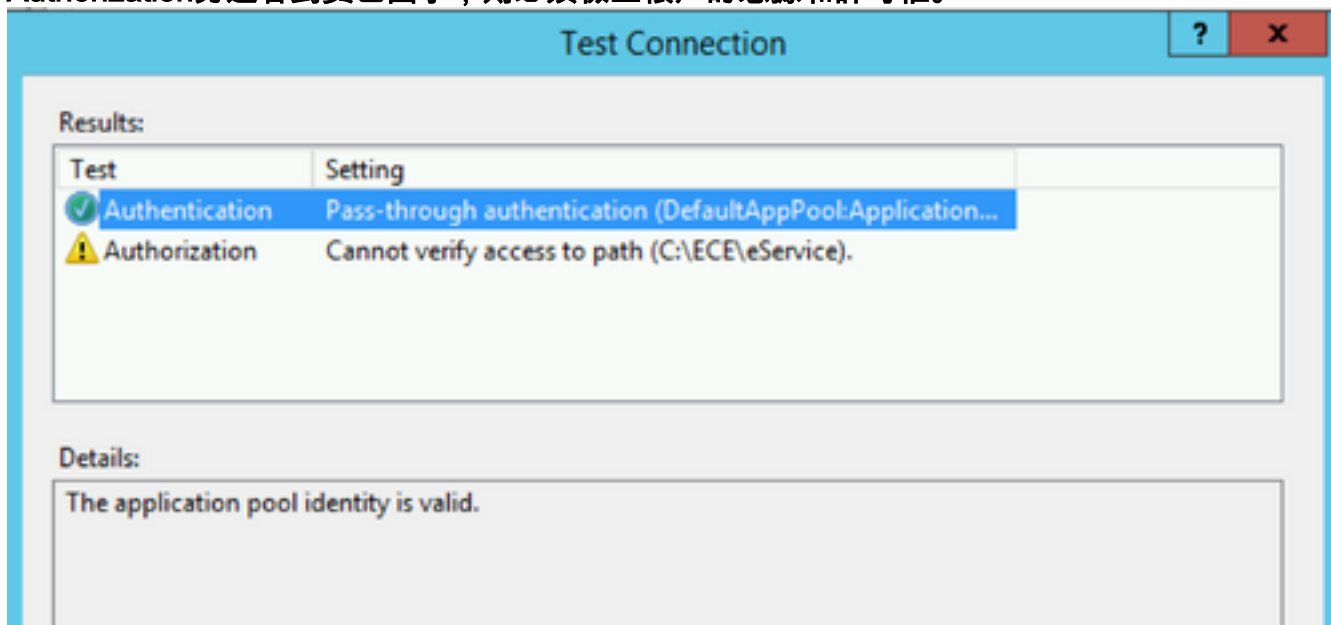 Test Connection
?
x
Results:
Test Setting
Authentication Pass-through authentication (DefaultAppPool:Application...
Authorization Cannot verify access to path (C:\ECE\eService).
Details:
The application pool identity is valid.